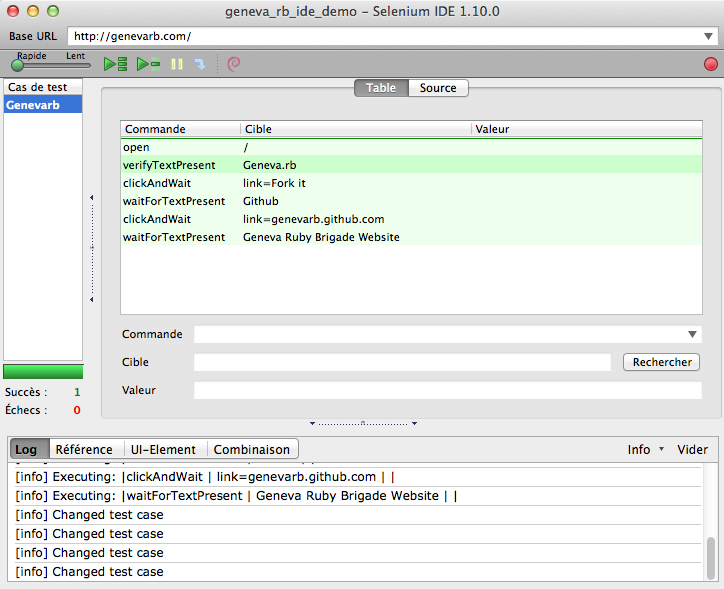 geneva_rb_ide_demo – Selenium IDE 1.10.0
Base URL http://genevarb.com/
Rapide Lent
Cas de test
Genevarb
Table Source
Commande Cible Valeur
open /
verifyTextPresent Geneva.rb
clickAndWait link=Fork it
waitForTextPresent Github
clickAndWait link=genevarb.github.com
waitForTextPresent Geneva Ruby Brigade Website
Commande
Cible Rechercher
Valeur
Succès : 1
Échecs : 0
Log Référence UI-Element Combinaison Info Vider
[info] Executing: |clickAndWait | link=genevarb.github.com | |
[info] Executing: |waitForTextPresent | Geneva Ruby Brigade Website | |
[info] Changed test case
[info] Changed test case
[info] Changed test case
[info] Changed test case